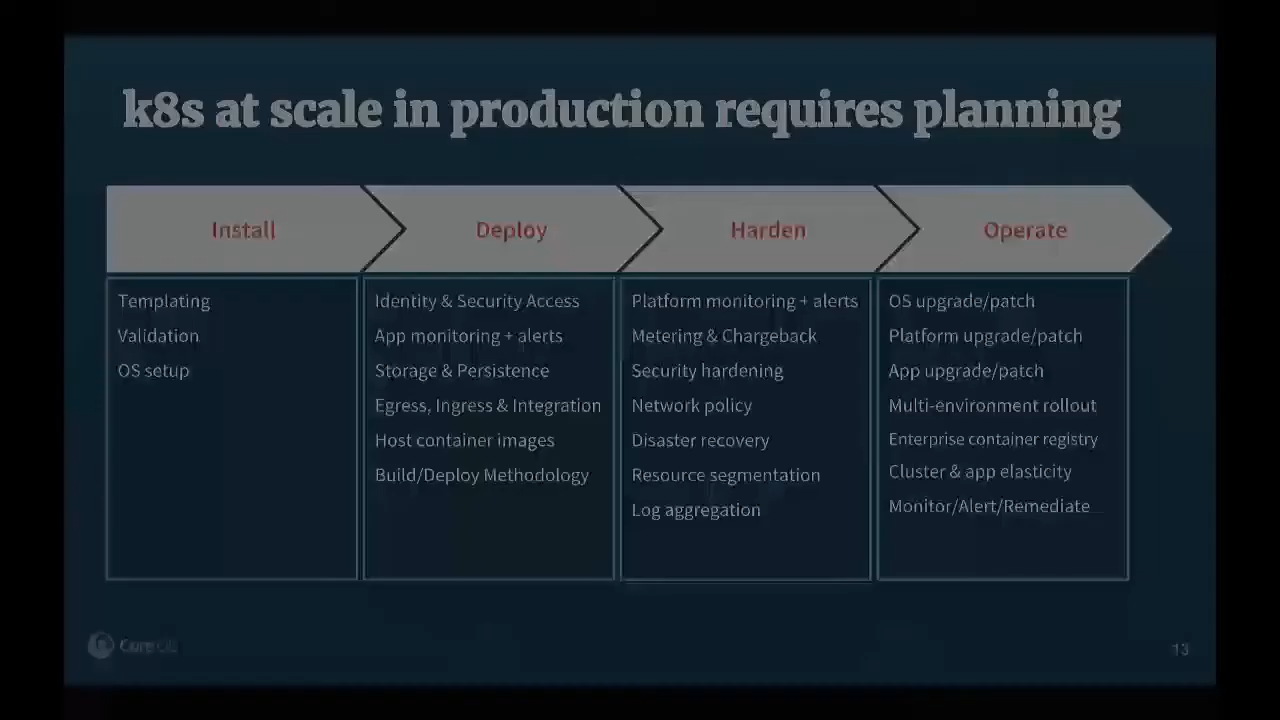 k8s at scale in production requires planning
Install
Deploy
Harden
Operate
Templating
Validation
OS setup
Identity & Security Access
App monitoring + alerts
Storage & Persistence
Egress, Ingress & Integration
Host container images
Build/Deploy Methodology
Platform monitoring + alerts
Metering & Chargeback
Security hardening
Network policy
Disaster recovery
Resource segmentation
Log aggregation
OS upgrade/patch
Platform upgrade/patch
App upgrade/patch
Multi-environment rollout
Enterprise container registry
Cluster & app elasticity
Monitor/Alert/Remediate
CoreOS
13